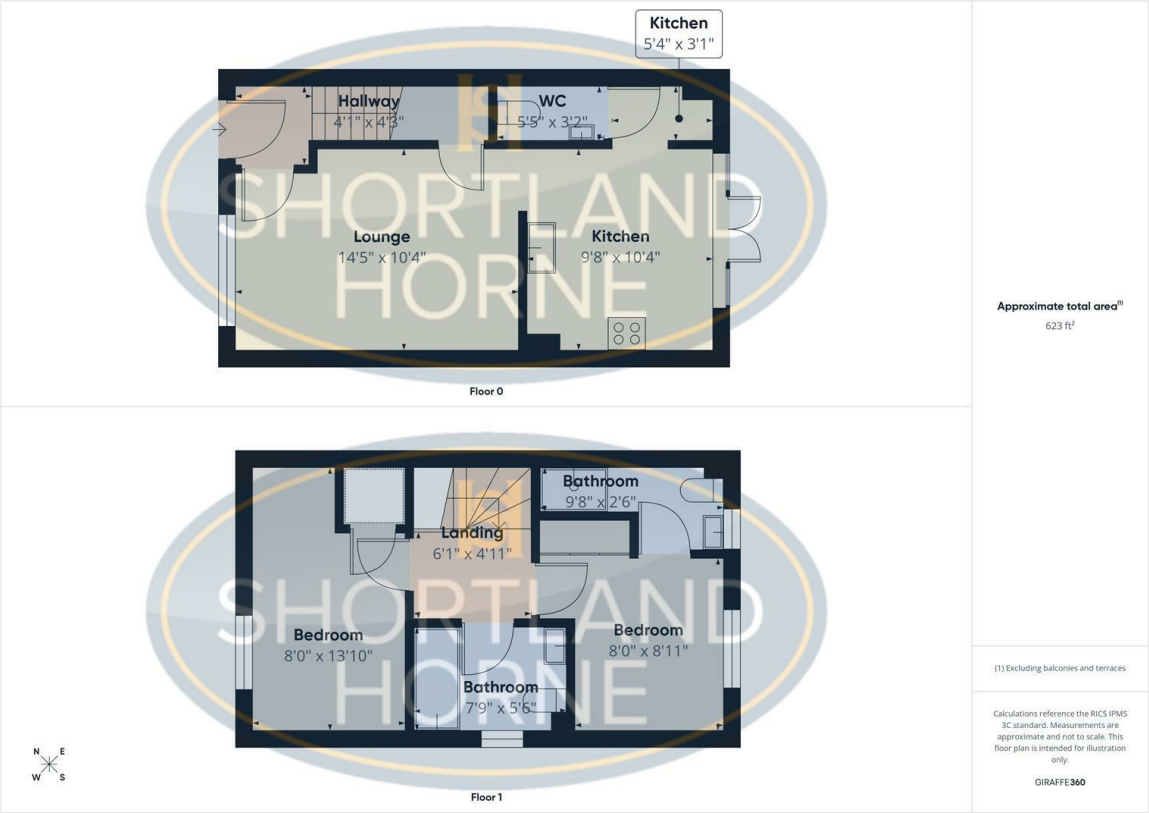 Kitchen
5'4" x 3'1"
Hallway
4'1" x 4'3"
WC
5'5" x 3'2"
SHORTLAND
HORNE
Lounge
14'5" x 10'4"
Kitchen
9'8" x 10'4"
Floor 0
Approximate total area(1)
623 ft²
Bathroom
9'8" x 2'6"
Landing
6'1" x 4'11"
SHORTLAND
HORNE
Bedroom
8'0" x 13'10"
Bedroom
8'0" x 8'11"
Bathroom
7'9" x 5'6"
N E
W S
Floor 1
(1) Excluding balconies and terraces
Calculations reference the RICS IPMS
3C standard. Measurements are
approximate and not to scale. This
floor plan is intended for illustration
only.
GIRAFFE360